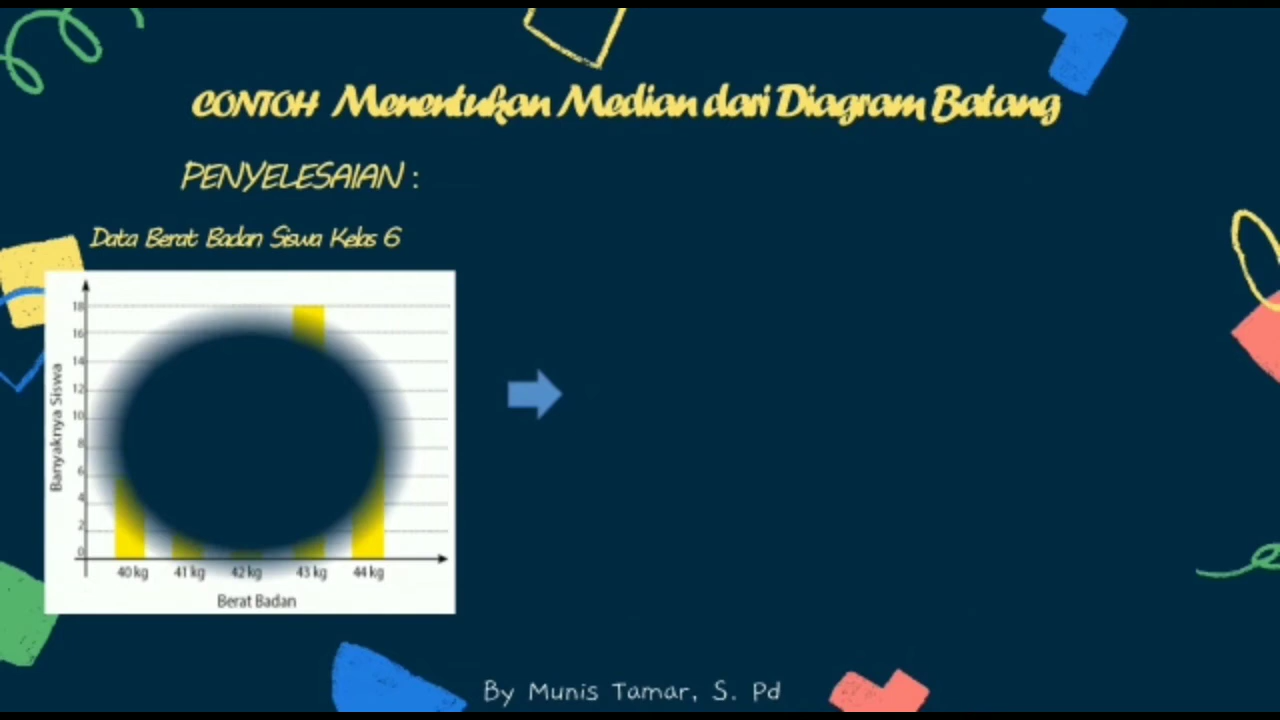 CONTOH Menentukan Median dari Diagram Batang
PENYELESAIAN :
Data Berat Badan Siswa Kelas 6
Banyaknya Siswa
18
16
14
12
10
8
6
4
2
0
40 kg 41 kg 42 kg 43 kg 44 kg
Berat Badan
By Munis Tamar, S. Pd